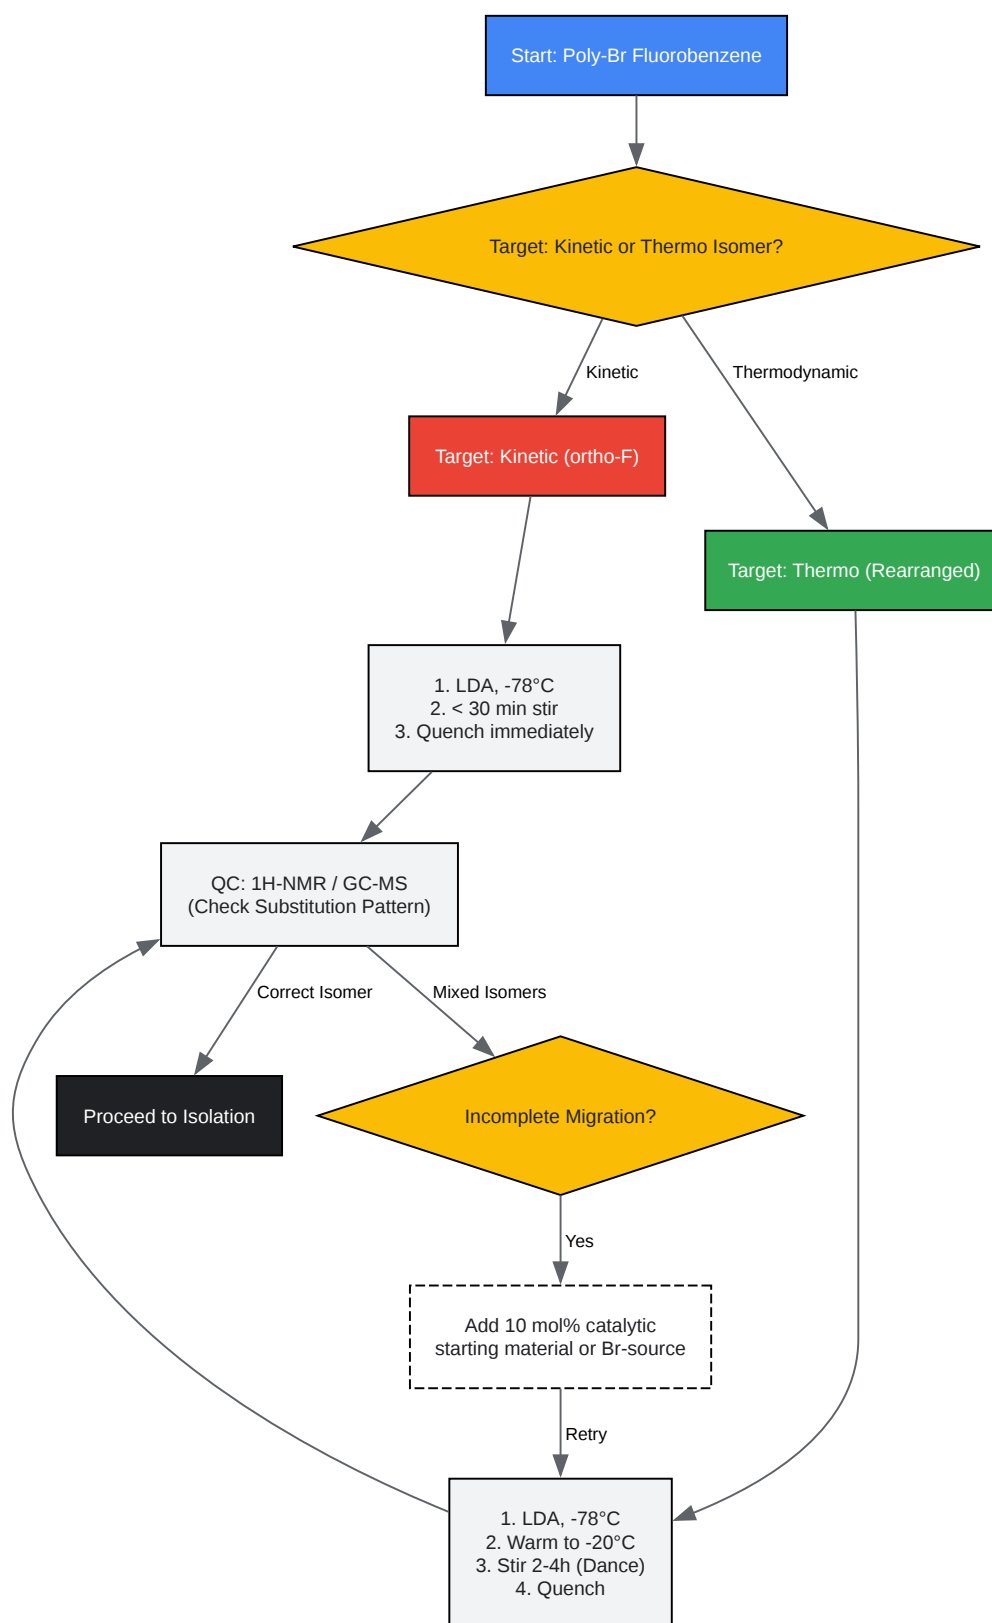 Start: Poly-Br Fluorobenzene
Target: Kinetic or Thermo Isomer?
Kinetic
Thermodynamic
Target: Kinetic (ortho-F)
Target: Thermo (Rearranged)
1. LDA, -78°C
2. < 30 min stir
3. Quench immediately
QC: 1H-NMR / GC-MS
(Check Substitution Pattern)
Correct Isomer
Mixed Isomers
Proceed to Isolation
Incomplete Migration?
Yes
Add 10 mol% catalytic
starting material or Br-source
Retry
1. LDA, -78°C
2. Warm to -20°C
3. Stir 2-4h (Dance)
4. Quench